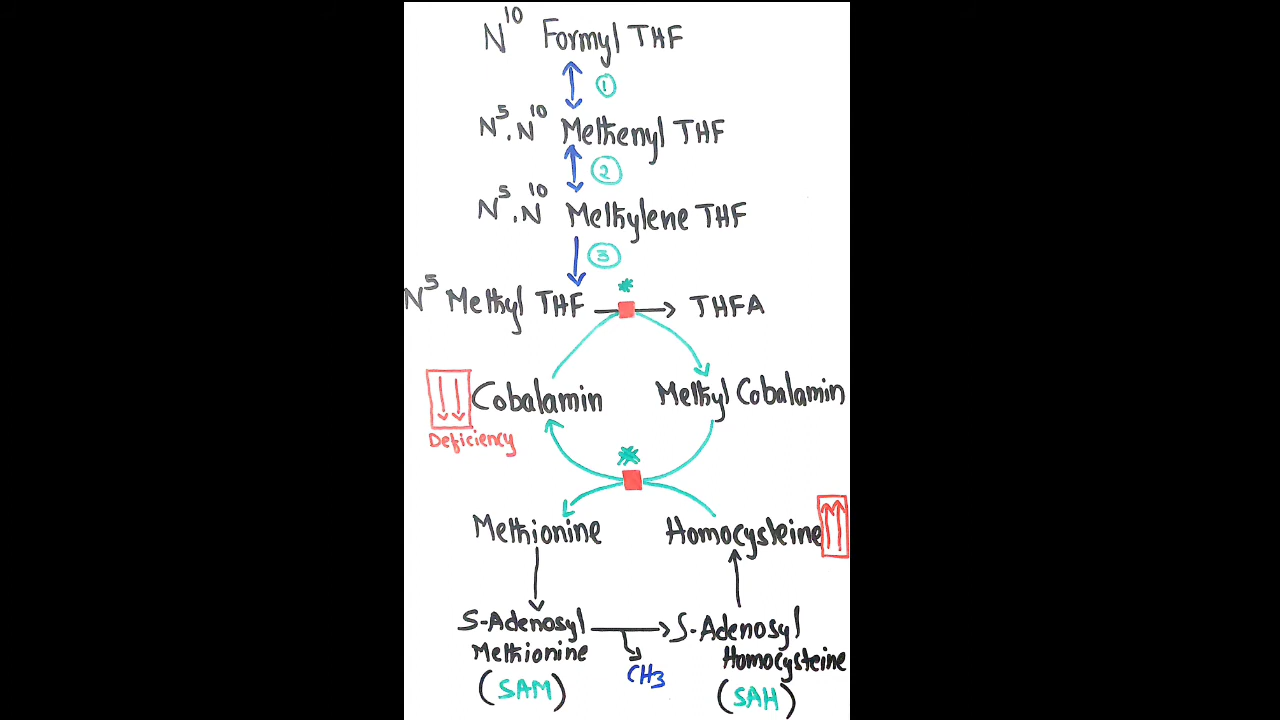 N¹⁰ Formyl THF
1
N⁵.N¹⁰ Methenyl THF
2
N⁵.N¹⁰ Methylene THF
3
*
N⁵ Methyl THF THFA
Cobalamin Methyl Cobalamin
Deficiency
*
Methionine Homocysteine
S-Adenosyl S-Adenosyl
Methionine Homocysteine
CH₃
(SAM) (SAH)